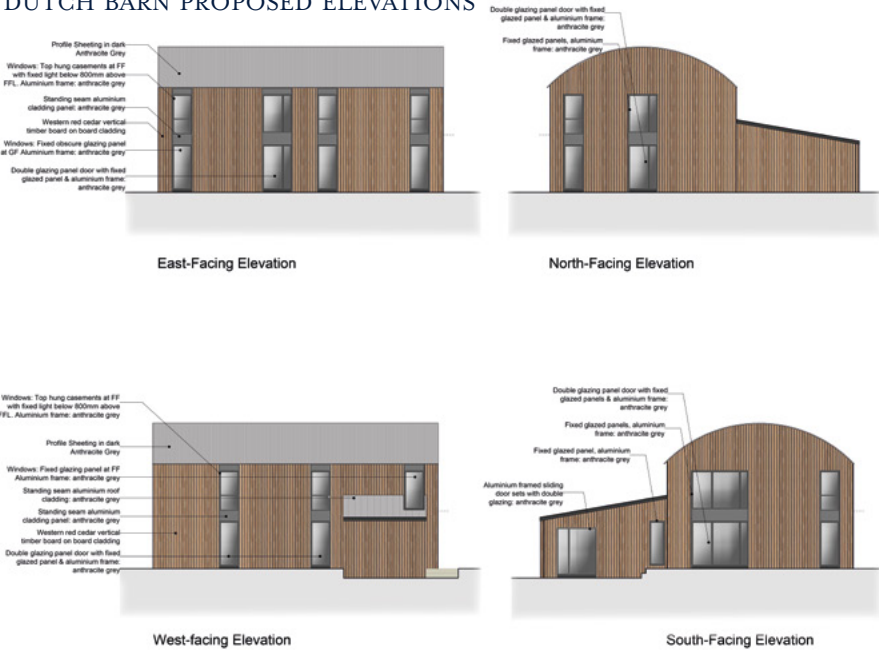 DUTCH BARN PROPOSED ELEVATIONS
Profile Sheeting in dark
Anthracite Grey
Windows: Top hung casements at FF
with fixed light below 800mm above
FFL. Aluminium frame: anthracite grey
Standing seam aluminium
cladding panel: anthracite grey
Western red cedar vertical
timber board on board cladding
Windows: Fixed obscure glazing panel
at GF Aluminium frame: anthracite grey
Double glazing panel door with fixed
glazed panel & aluminium frame:
anthracite grey
East-Facing Elevation
Double glazing panel door with fixed
glazed panel & aluminium frame:
anthracite grey
Fixed glazed panels, aluminium
frame: anthracite grey
North-Facing Elevation
Windows: Top hung casements at FF
with fixed light below 800mm above
FFL. Aluminium frame: anthracite grey
Profile Sheeting in dark
Anthracite Grey
Windows: Fixed glazing panel at FF
Aluminium frame: anthracite grey
Standing seam aluminium roof
cladding: anthracite grey
Standing seam aluminium
cladding panel: anthracite grey
Western red cedar vertical
timber board on board cladding
Double glazing panel door with fixed
glazed panel & aluminium frame:
anthracite grey
West-facing Elevation
Double glazing panel door with fixed
glazed panels & aluminium frame:
anthracite grey
Fixed glazed panels, aluminium
frame: anthracite grey
Fixed glazed panel, aluminium
frame: anthracite grey
Aluminium framed sliding
door sets with double
glazing: anthracite grey
South-Facing Elevation